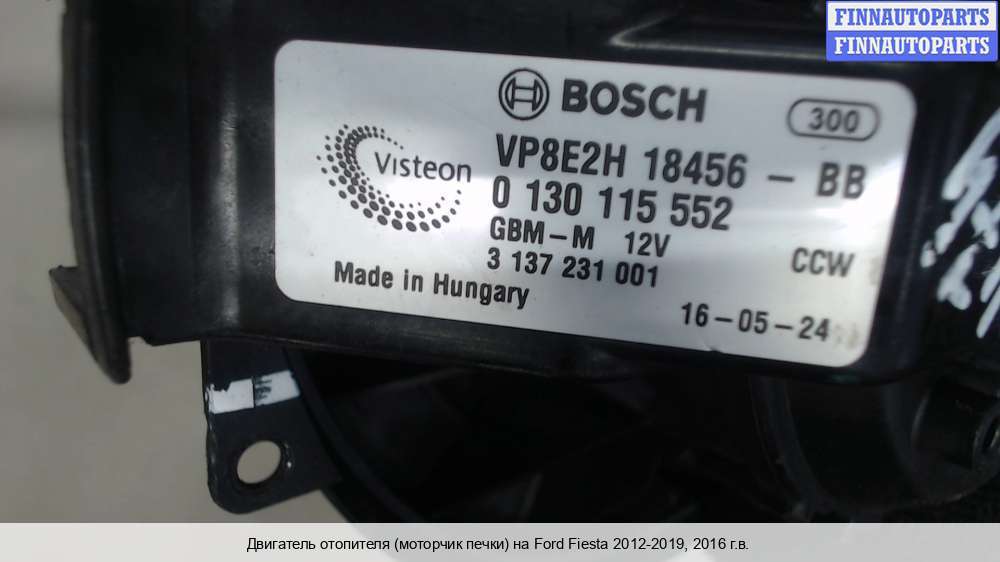 FINNAUTOPARTS
FINNAUTOPARTS
BOSCH
300
Visteon
VP8E2H 18456 - BB
0 130 115 552
GBM-M 12V
CCW
3 137 231 001
Made in Hungary
16-05-24
Двигатель отопителя (моторчик печки) на Ford Fiesta 2012-2019, 2016 г.в.